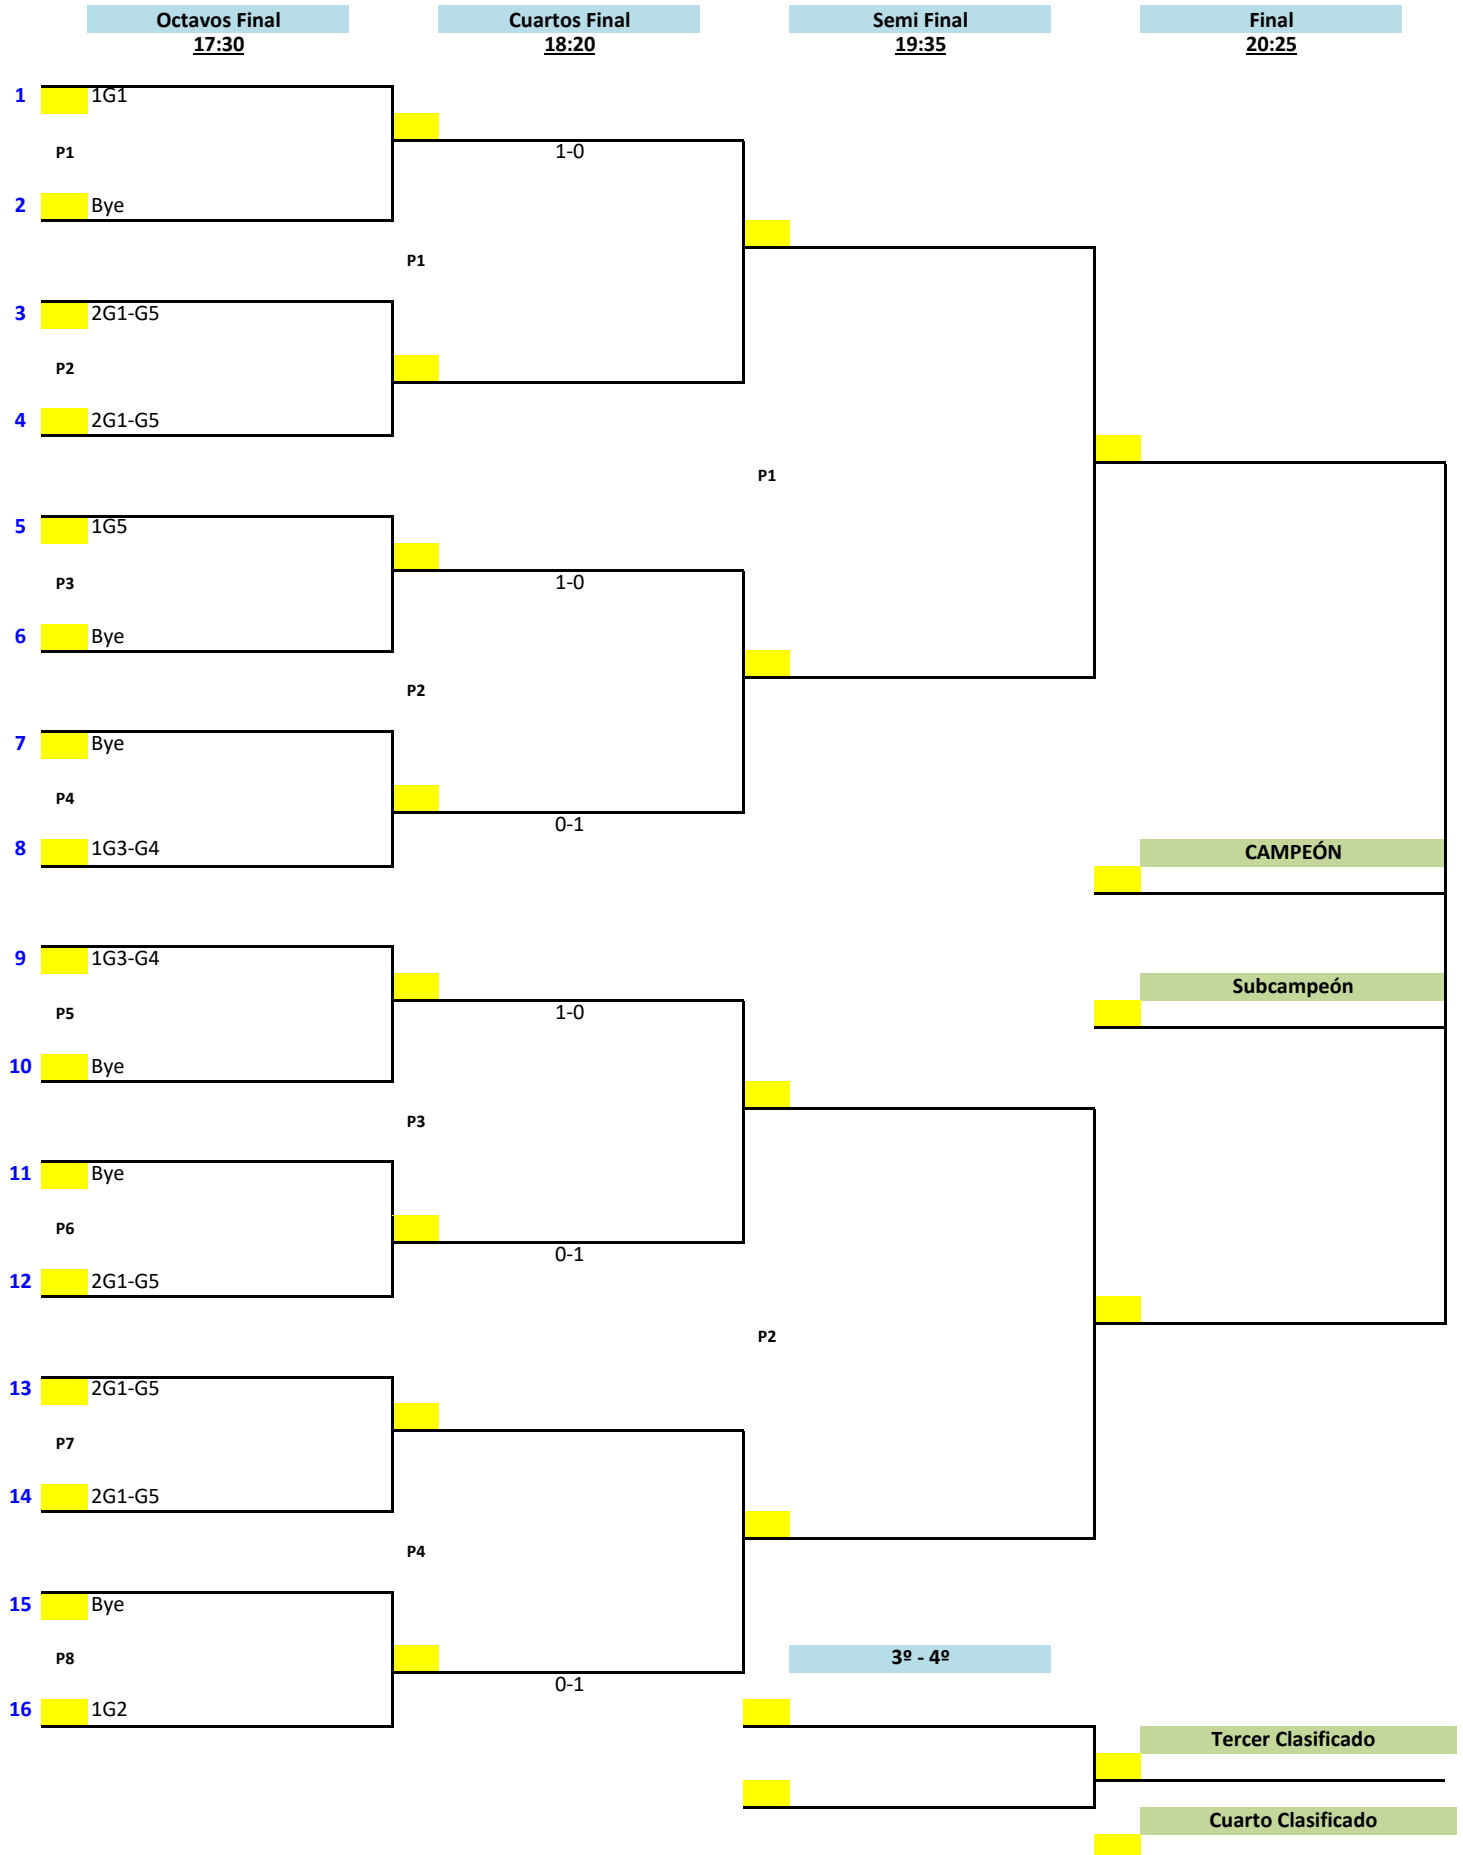 Octavos Final Cuartos Final Semi Final Final
17:30 18:20 19:35 20:25
1 1G1
P1 1-0
2 Bye
P1
3 2G1-G5
P2
4 2G1-G5
P1
5 1G5
P3 1-0
6 Bye
P2
7 Bye
P4
0-1
8 1G3-G4 CAMPEÓN
9 1G3-G4
Subcampeón
P5 1-0
10 Bye
P3
11 Bye
P6
0-1
12 2G1-G5
P2
13 2G1-G5
P7
14 2G1-G5
P4
15 Bye
P8 3º - 4º
0-1
16 1G2
Tercer Clasificado
Cuarto Clasificado